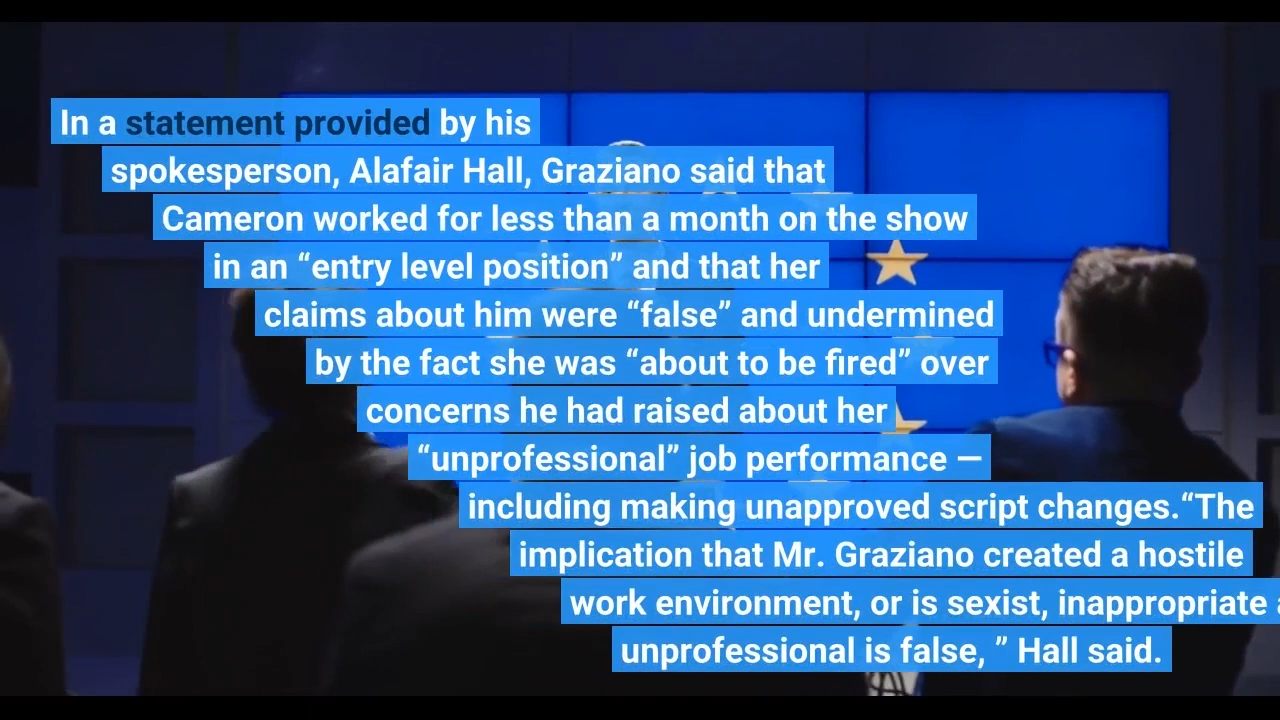 In a statement provided by his
spokesperson, Alafair Hall, Graziano said that
Cameron worked for less than a month on the show
in an “entry level position” and that her
claims about him were “false” and undermined
by the fact she was “about to be fired” over
concerns he had raised about her
“unprofessional” job performance —
including making unapproved script changes.“The
implication that Mr. Graziano created a hostile
work environment, or is sexist, inappropriate
unprofessional is false, ” Hall said.